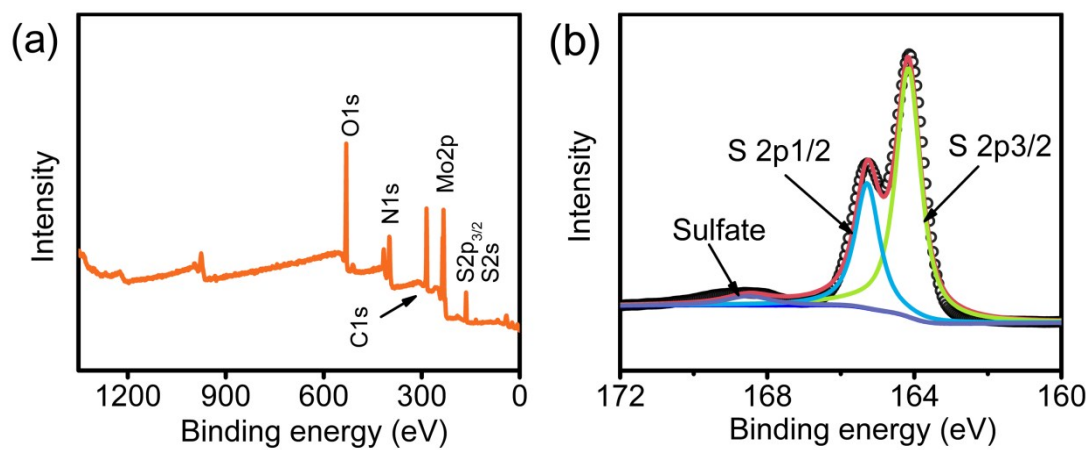 (a)
Intensity
O1s
N1s
C1s
Mo2p
S2p3/2
S2s
1200 900 600 300 0
Binding energy (eV)
(b)
Intensity
S 2p1/2
S 2p3/2
Sulfate
172 168 164 160
Binding energy (eV)